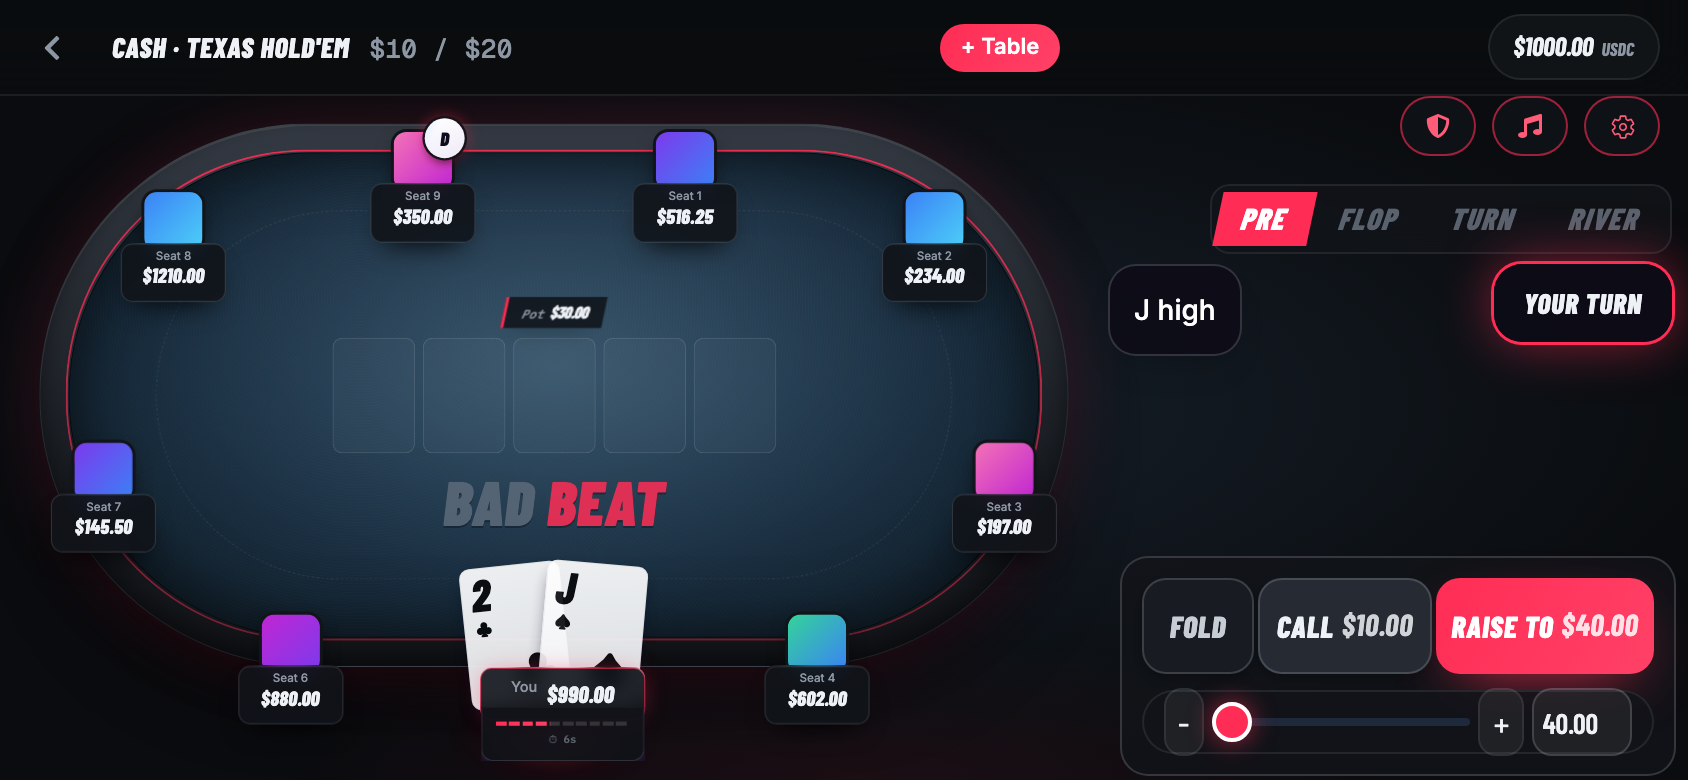 CASH · TEXAS HOLD'EM $10 / $20
+ Table
$1000.00 USDC
D
Seat 9
$350.00
Seat 1
$516.25
Seat 8
$1210.00
Seat 2
$234.00
PRE FLOP TURN RIVER
J high
YOUR TURN
Pot $30.00
Seat 7
$145.50
BAD BEAT
Seat 3
$197.00
2
J
Seat 6
$880.00
You $990.00
6s
Seat 4
$602.00
FOLD
CALL $10.00
RAISE TO $40.00
- + 40.00